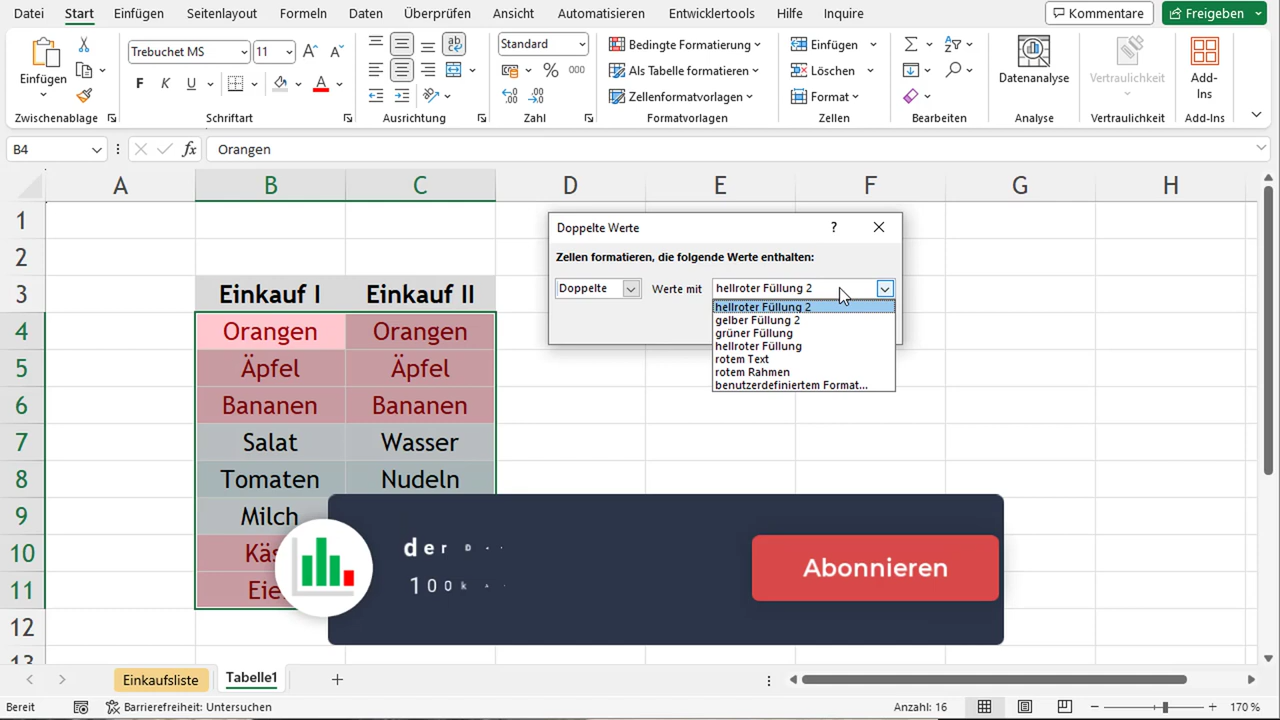 Datei Start Einfügen Seitenlayout Formeln Daten Überprüfen Ansicht Automatisieren Entwicklertools Hilfe Inquire Kommentare Freigeben
Trebuchet MS 11 Standard Bedingte Formatierung Einfügen
Einfügen Als Tabelle formatieren Löschen Datenanalyse Vertraulichkeit Add-Ins
F K U Zellenformatvorlagen Format
Zwischenablage Schriftart Ausrichtung Zahl Formatvorlagen Zellen Bearbeiten Analyse Vertraulichkeit Add-Ins
B4 fx Orangen
A B C D E F G H
1
2 Doppelte Werte ?
Zellen formatieren, die folgende Werte enthalten:
3 Einkauf I Einkauf II Doppelte Werte mit hellroter Füllung 2
hellroter Füllung 2
gelber Füllung 2
grüner Füllung
hellroter Füllung
rotem Text
rotem Rahmen
benutzerdefiniertem Format...
4 Orangen Orangen
5 Äpfel Äpfel
6 Bananen Bananen
7 Salat Wasser
8 Tomaten Nudeln
9 Milch
10
11
12
13
der
100k
Abonnieren
Einkaufsliste Tabelle1
Bereit Barrierefreiheit: Untersuchen Anzahl: 16 170 %